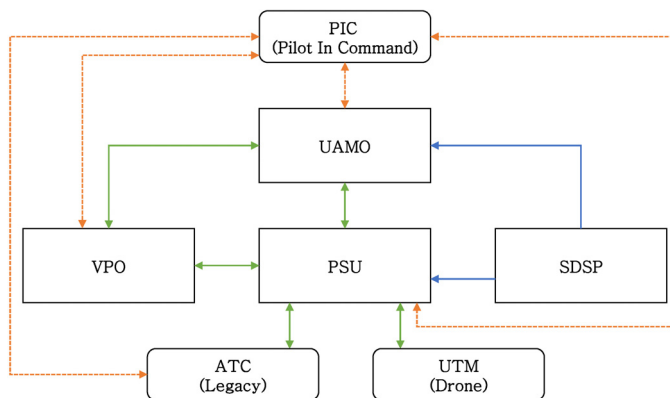 PIC
(Pilot In Command)
UAMO
VPO
PSU
SDSP
ATC
(Legacy)
UTM
(Drone)